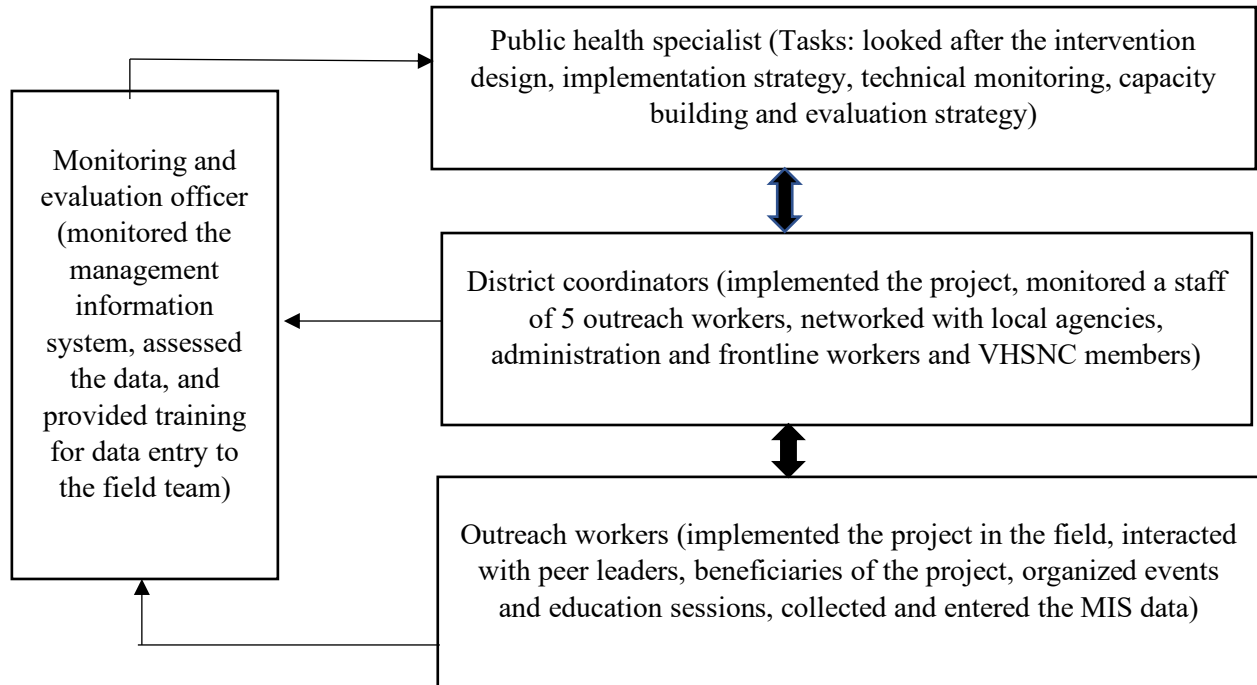 Public health specialist (Tasks: looked after the intervention
design, implementation strategy, technical monitoring, capacity
building and evaluation strategy)
Monitoring and
evaluation officer
(monitored the
management
information
system, assessed
the data, and
provided training
for data entry to
the field team)
District coordinators (implemented the project, monitored a staff
of 5 outreach workers, networked with local agencies,
administration and frontline workers and VHSNC members)
Outreach workers (implemented the project in the field, interacted
with peer leaders, beneficiaries of the project, organized events
and education sessions, collected and entered the MIS data)